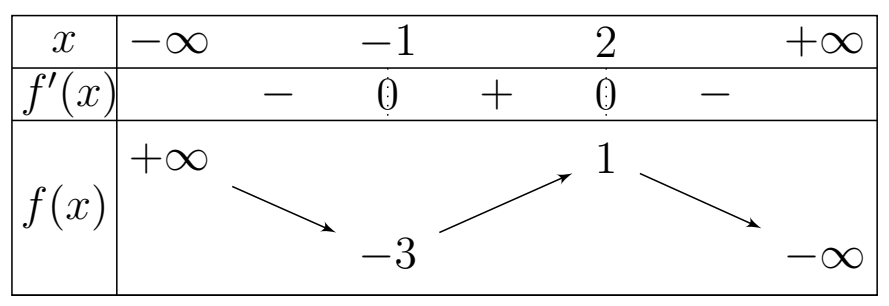 x −∞ −1 2 +∞
f′(x) − 0 + 0 −
+∞ 1
f(x)
−3 −∞